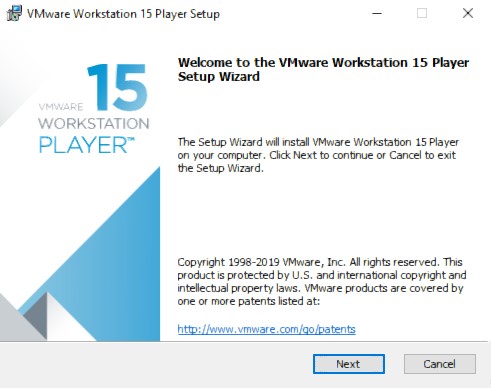 VMware Workstation 15 Player Setup
Welcome to the VMware Workstation 15 Player
Setup Wizard
VMWARE 15
WORKSTATION
PLAYER™
The Setup Wizard will install VMware Workstation 15 Player
on your computer. Click Next to continue or Cancel to exit
the Setup Wizard.
Copyright 1998-2019 VMware, Inc. All rights reserved. This
product is protected by U.S. and international copyright and
intellectual property laws. VMware products are covered by
one or more patents listed at:
http://www.vmware.com/go/patents
Next
Cancel